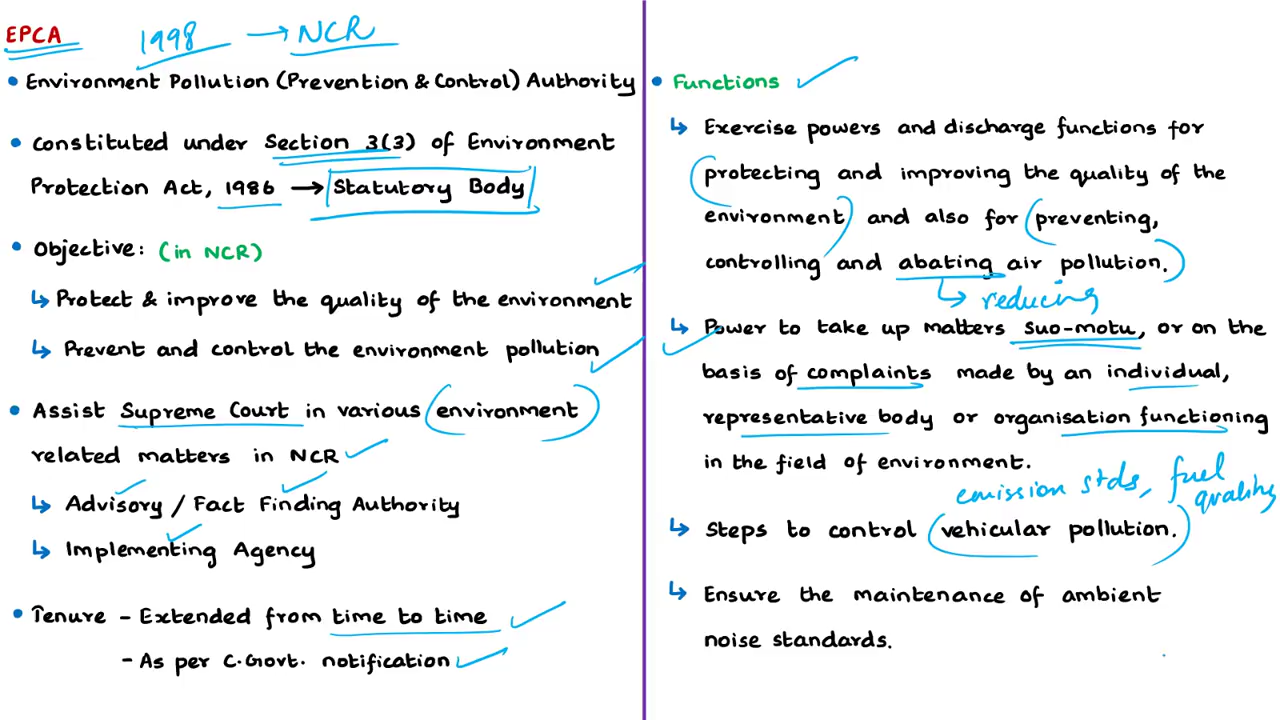 EPCA 1998 → NCR
• Environment Pollution (Prevention & Control) Authority
• Constituted under Section 3(3) of Environment
Protection Act, 1986 → Statutory Body
• Objective: (in NCR)
↳ Protect & improve the quality of the environment
↳ Prevent and control the environment pollution
• Assist Supreme Court in various environment
related matters in NCR
↳ Advisory / Fact Finding Authority
↳ Implementing Agency
• Tenure - Extended from time to time
- As per C.Govt. notification
• Functions
↳ Exercise powers and discharge functions for
protecting and improving the quality of the
environment and also for preventing,
controlling and abating air pollution.
↳ reducing
↳ Power to take up matters suo-motu, or on the
basis of complaints made by an individual,
representative body or organisation functioning
in the field of environment.
emission stds, fuel
quality
↳ Steps to control vehicular pollution.
↳ Ensure the maintenance of ambient
noise standards.